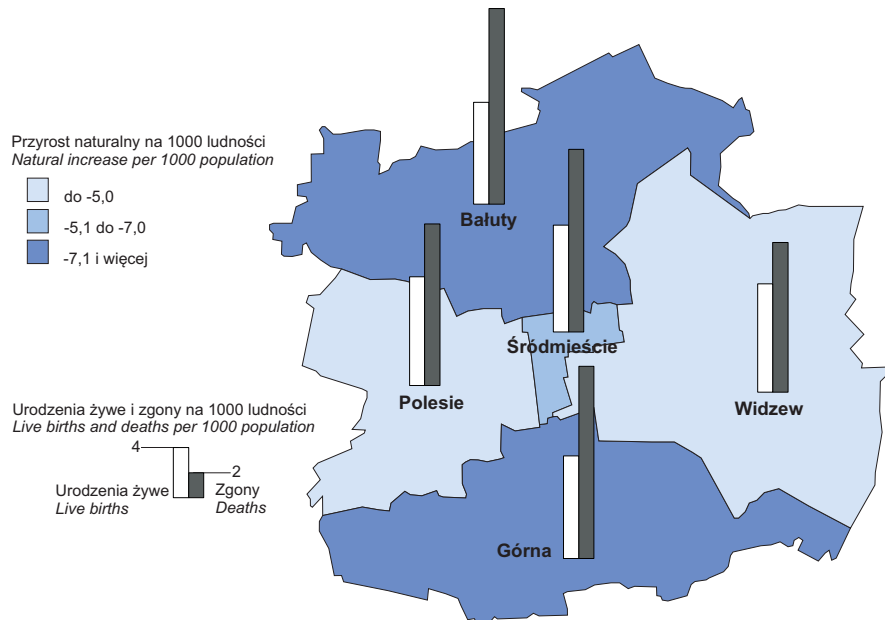 Przyrost naturalny na 1000 ludności
Natural increase per 1000 population
do -5,0
-5,1 do -7,0
-7,1 i więcej
Bałuty
Śródmieście
Polesie
Widzew
Górna
Urodzenia żywe i zgony na 1000 ludności
Live births and deaths per 1000 population
4
2
Urodzenia żywe
Live births
Zgony
Deaths